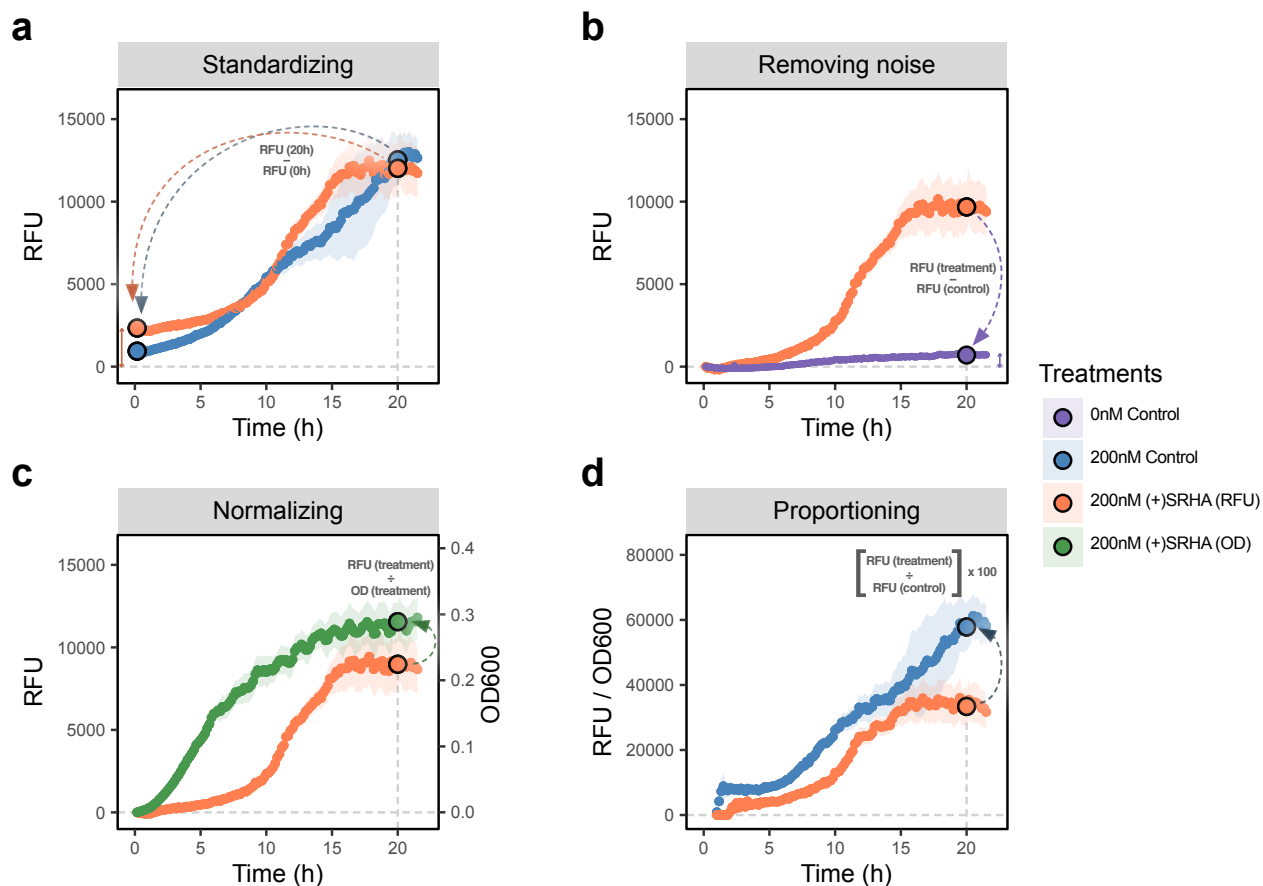 a
Standardizing
RFU
15000
10000
5000
0
RFU (20h)
–
RFU (0h)
0
5
10
15
20
Time (h)
b
Removing noise
RFU
15000
10000
5000
0
RFU (treatment)
–
RFU (control)
0
5
10
15
20
Time (h)
c
Normalizing
RFU
15000
10000
5000
0
RFU (treatment)
÷
OD (treatment)
0.4
0.3
0.2
0.1
0.0
OD600
0
5
10
15
20
Time (h)
d
Proportioning
RFU / OD600
80000
60000
40000
20000
0
[RFU (treatment)
÷
RFU (control)] x 100
0
5
10
15
20
Time (h)
Treatments
0nM Control
200nM Control
200nM (+)SRHA (RFU)
200nM (+)SRHA (OD)